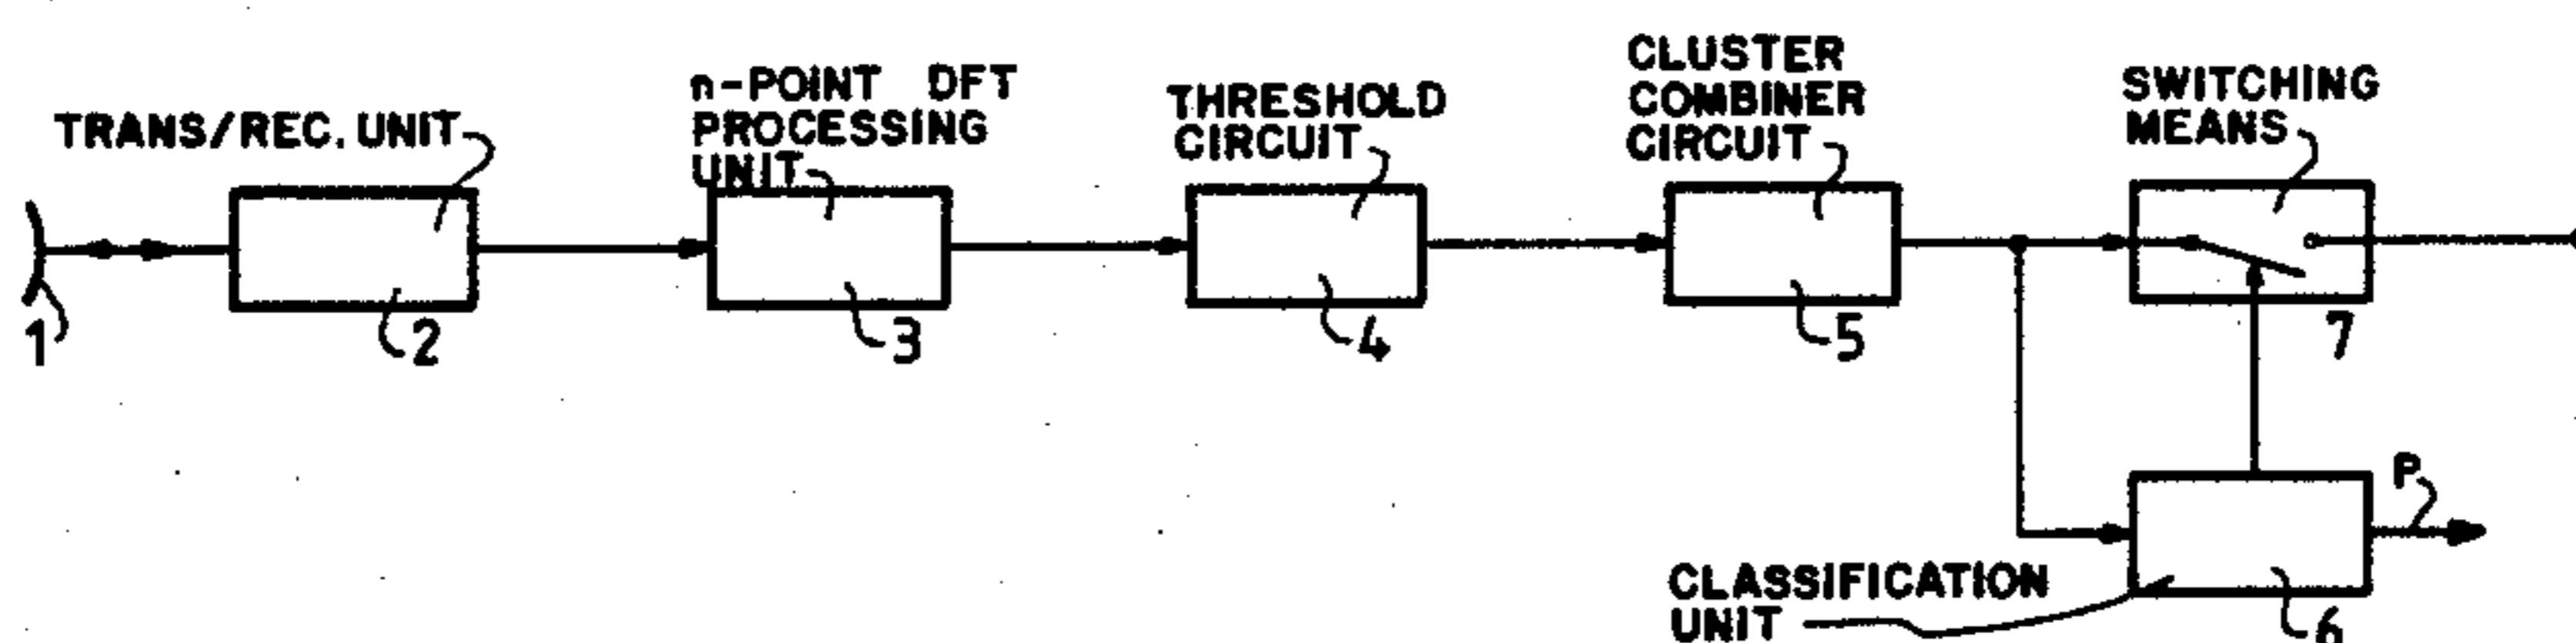 TRANS/REC. UNIT
n-POINT DFT
PROCESSING
UNIT
THRESHOLD
CIRCUIT
CLUSTER
COMBINER
CIRCUIT
SWITCHING
MEANS
1
2
3
4
5
7
P
CLASSIFICATION
UNIT
6